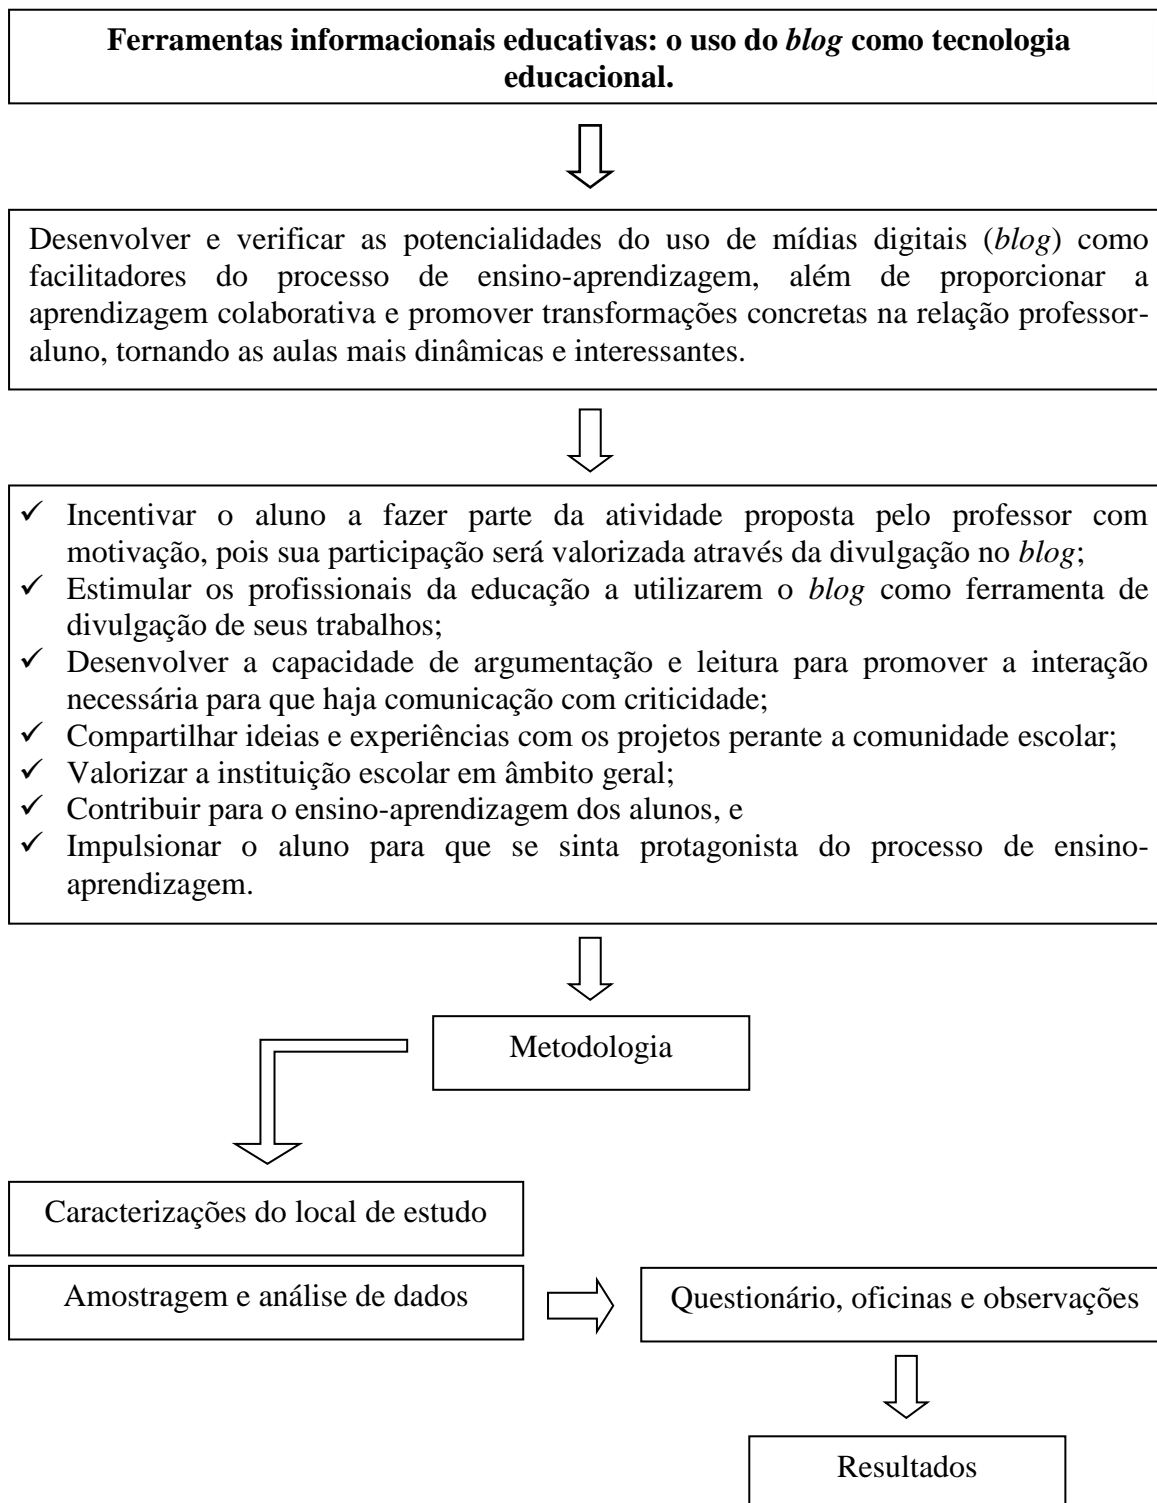 Ferramentas informacionais educativas: o uso do blog como tecnologia
educacional.
Desenvolver e verificar as potencialidades do uso de mídias digitais (blog) como
facilitadores do processo de ensino-aprendizagem, além de proporcionar a
aprendizagem colaborativa e promover transformações concretas na relação professor-
aluno, tornando as aulas mais dinâmicas e interessantes.
✓ Incentivar o aluno a fazer parte da atividade proposta pelo professor com
motivação, pois sua participação será valorizada através da divulgação no blog;
✓ Estimular os profissionais da educação a utilizarem o blog como ferramenta de
divulgação de seus trabalhos;
✓ Desenvolver a capacidade de argumentação e leitura para promover a interação
necessária para que haja comunicação com criticidade;
✓ Compartilhar ideias e experiências com os projetos perante a comunidade escolar;
✓ Valorizar a instituição escolar em âmbito geral;
✓ Contribuir para o ensino-aprendizagem dos alunos, e
✓ Impulsionar o aluno para que se sinta protagonista do processo de ensino-
aprendizagem.
Metodologia
Caracterizações do local de estudo
Amostragem e análise de dados
Questionário, oficinas e observações
Resultados